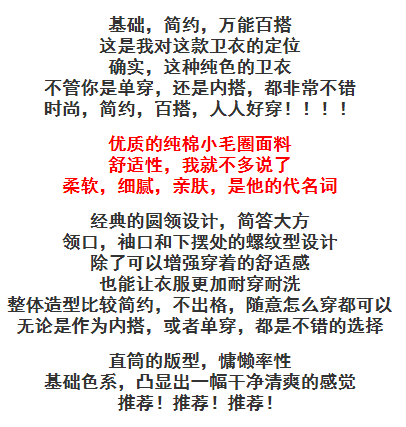 基础，简约，万能百搭
这是我对这款卫衣的定位
确实，这种纯色的卫衣
不管你是单穿，还是内搭，都非常不错
时尚，简约，百搭，人人好穿！！！！
优质的纯棉小毛圈面料
舒适性，我就不多说了
柔软，细腻，亲肤，是他的代名词
经典的圆领设计，简答大方
领口，袖口和下摆处的螺纹型设计
除了可以增强穿着的舒适感
也能让衣服更加耐穿耐洗
整体造型比较简约，不出格，随意怎么穿都可以
无论是作为内搭，或者单穿，都是不错的选择
直筒的版型，慵懒率性
基础色系，凸显出一幅干净清爽的感觉
推荐！推荐！推荐！